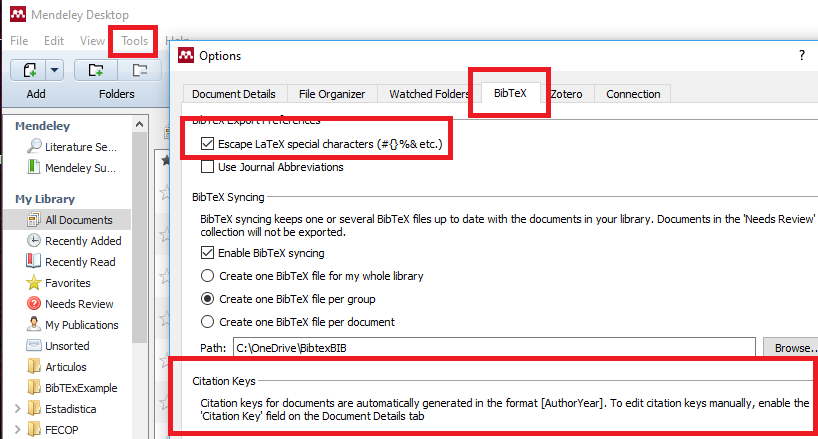 Mendeley Desktop
File Edit View Tools Help
Options
?
Add Folders
Document Details File Organizer Watched Folders BibTeX Zotero Connection
Mendeley
Literature Se...
Mendeley Su...
My Library
All Documents
Recently Added
Recently Read
Favorites
Needs Review
My Publications
Unsorted
Articulos
BibTExExample
Estadistica
FECOP
BibTeX Export Preferences
Escape LaTeX special characters (#{}%& etc.)
Use Journal Abbreviations
BibTeX Syncing
BibTeX syncing keeps one or several BibTeX files up to date with the documents in your library. Documents in the 'Needs Review'
collection will not be exported.
Enable BibTeX syncing
Create one BibTeX file for my whole library
Create one BibTeX file per group
Create one BibTeX file per document
Path: C:\OneDrive\BibtexBIB Browse...
Citation Keys
Citation keys for documents are automatically generated in the format [AuthorYear]. To edit citation keys manually, enable the
'Citation Key' field on the Document Details tab